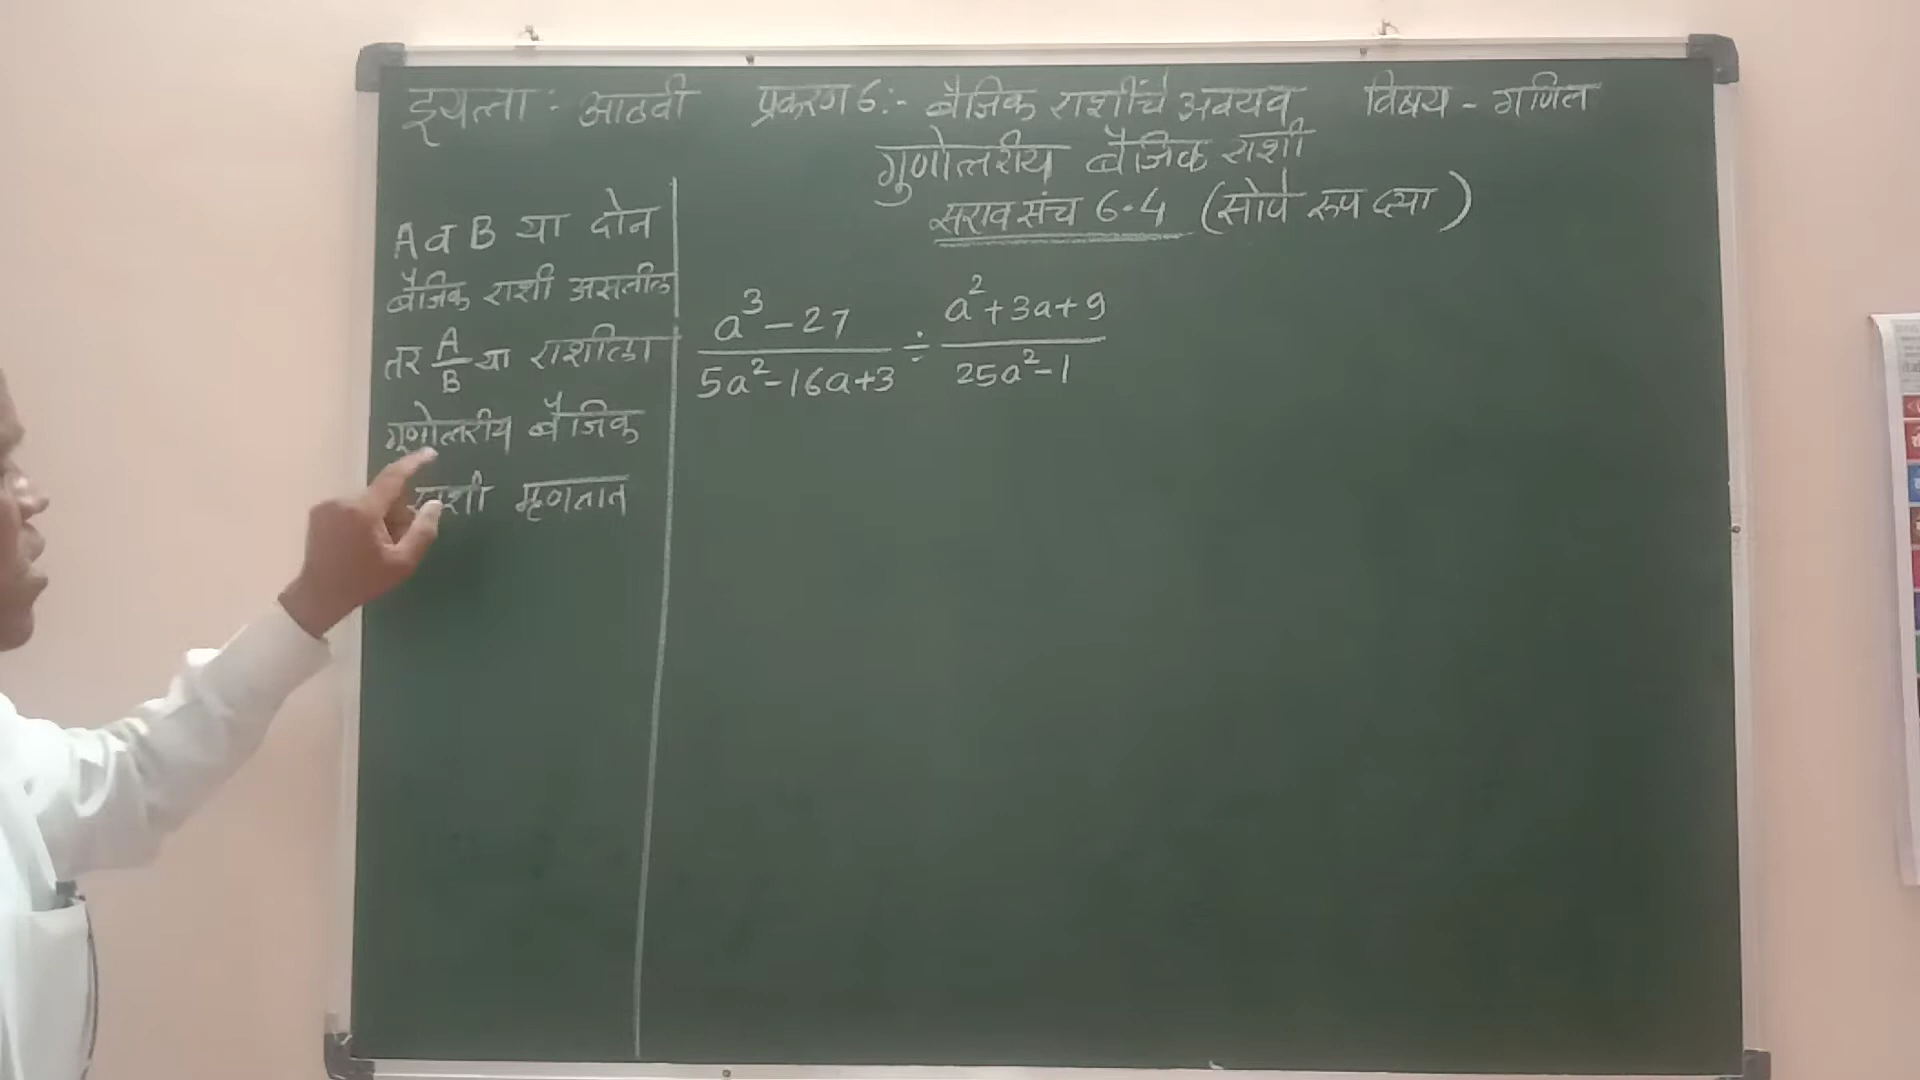 इयत्ता :- आठवी प्रकरण 6 :- बैजिक राशींचे अवयव विषय - गणित
गुणोत्तरीय बैजिक राशी
सरावसंच 6.4 (सोपे रूप द्या)
A व B या दोन
बैजिक राशी असतील
तर A/B या राशीला
गुणोत्तरीय बैजिक
राशी म्हणतात
a³ - 27 / 5a² - 16a + 3 ÷ a² + 3a + 9 / 25a² - 1